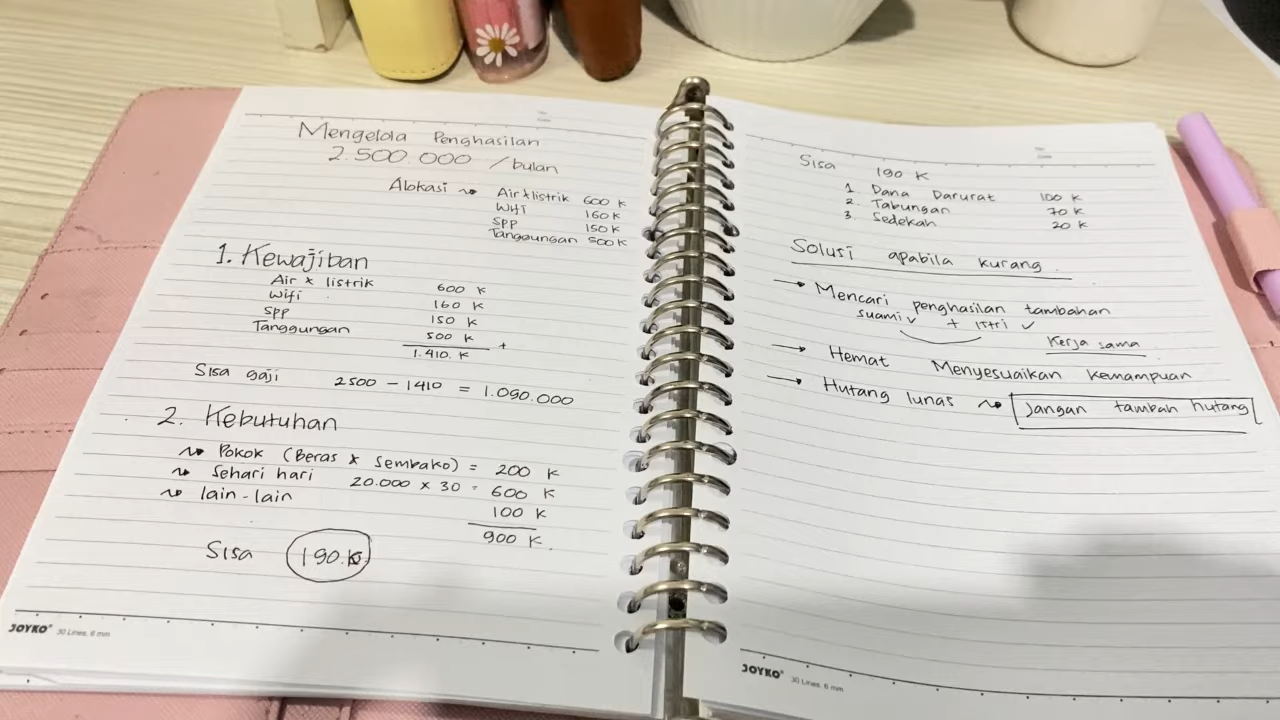 Mengelola Penghasilan
2.500.000 /bulan
Alokasi Air & listrik 600 K
Wifi 160 K
SPP 150 K
Tanggungan 500 K
1. Kewajiban
Air & listrik 600 K
Wifi 160 K
SPP 150 K
Tanggungan 500 K +
1.410. K
Sisa gaji 2500 - 1410 = 1.090.000
2. Kebutuhan
Pokok (Beras & Sembako) = 200 K
Sehari hari 20.000 x 30 = 600 K
lain-lain 100 K
900 K.
Sisa 190.K
JOYKO 30 Lines, 6 mm
No:
Date:
Sisa 190 K
1. Dana Darurat 100 K
2. Tabungan 70 K
3. Sedekah 20 K
Solusi apabila kurang.
→ Mencari penghasilan tambahan
suami ✓ + istri ✓
Kerja sama
→ Hemat Menyesuaikan kemampuan
→ Hutang lunas Jangan tambah hutang
JOYKO 30 Lines, 6 mm